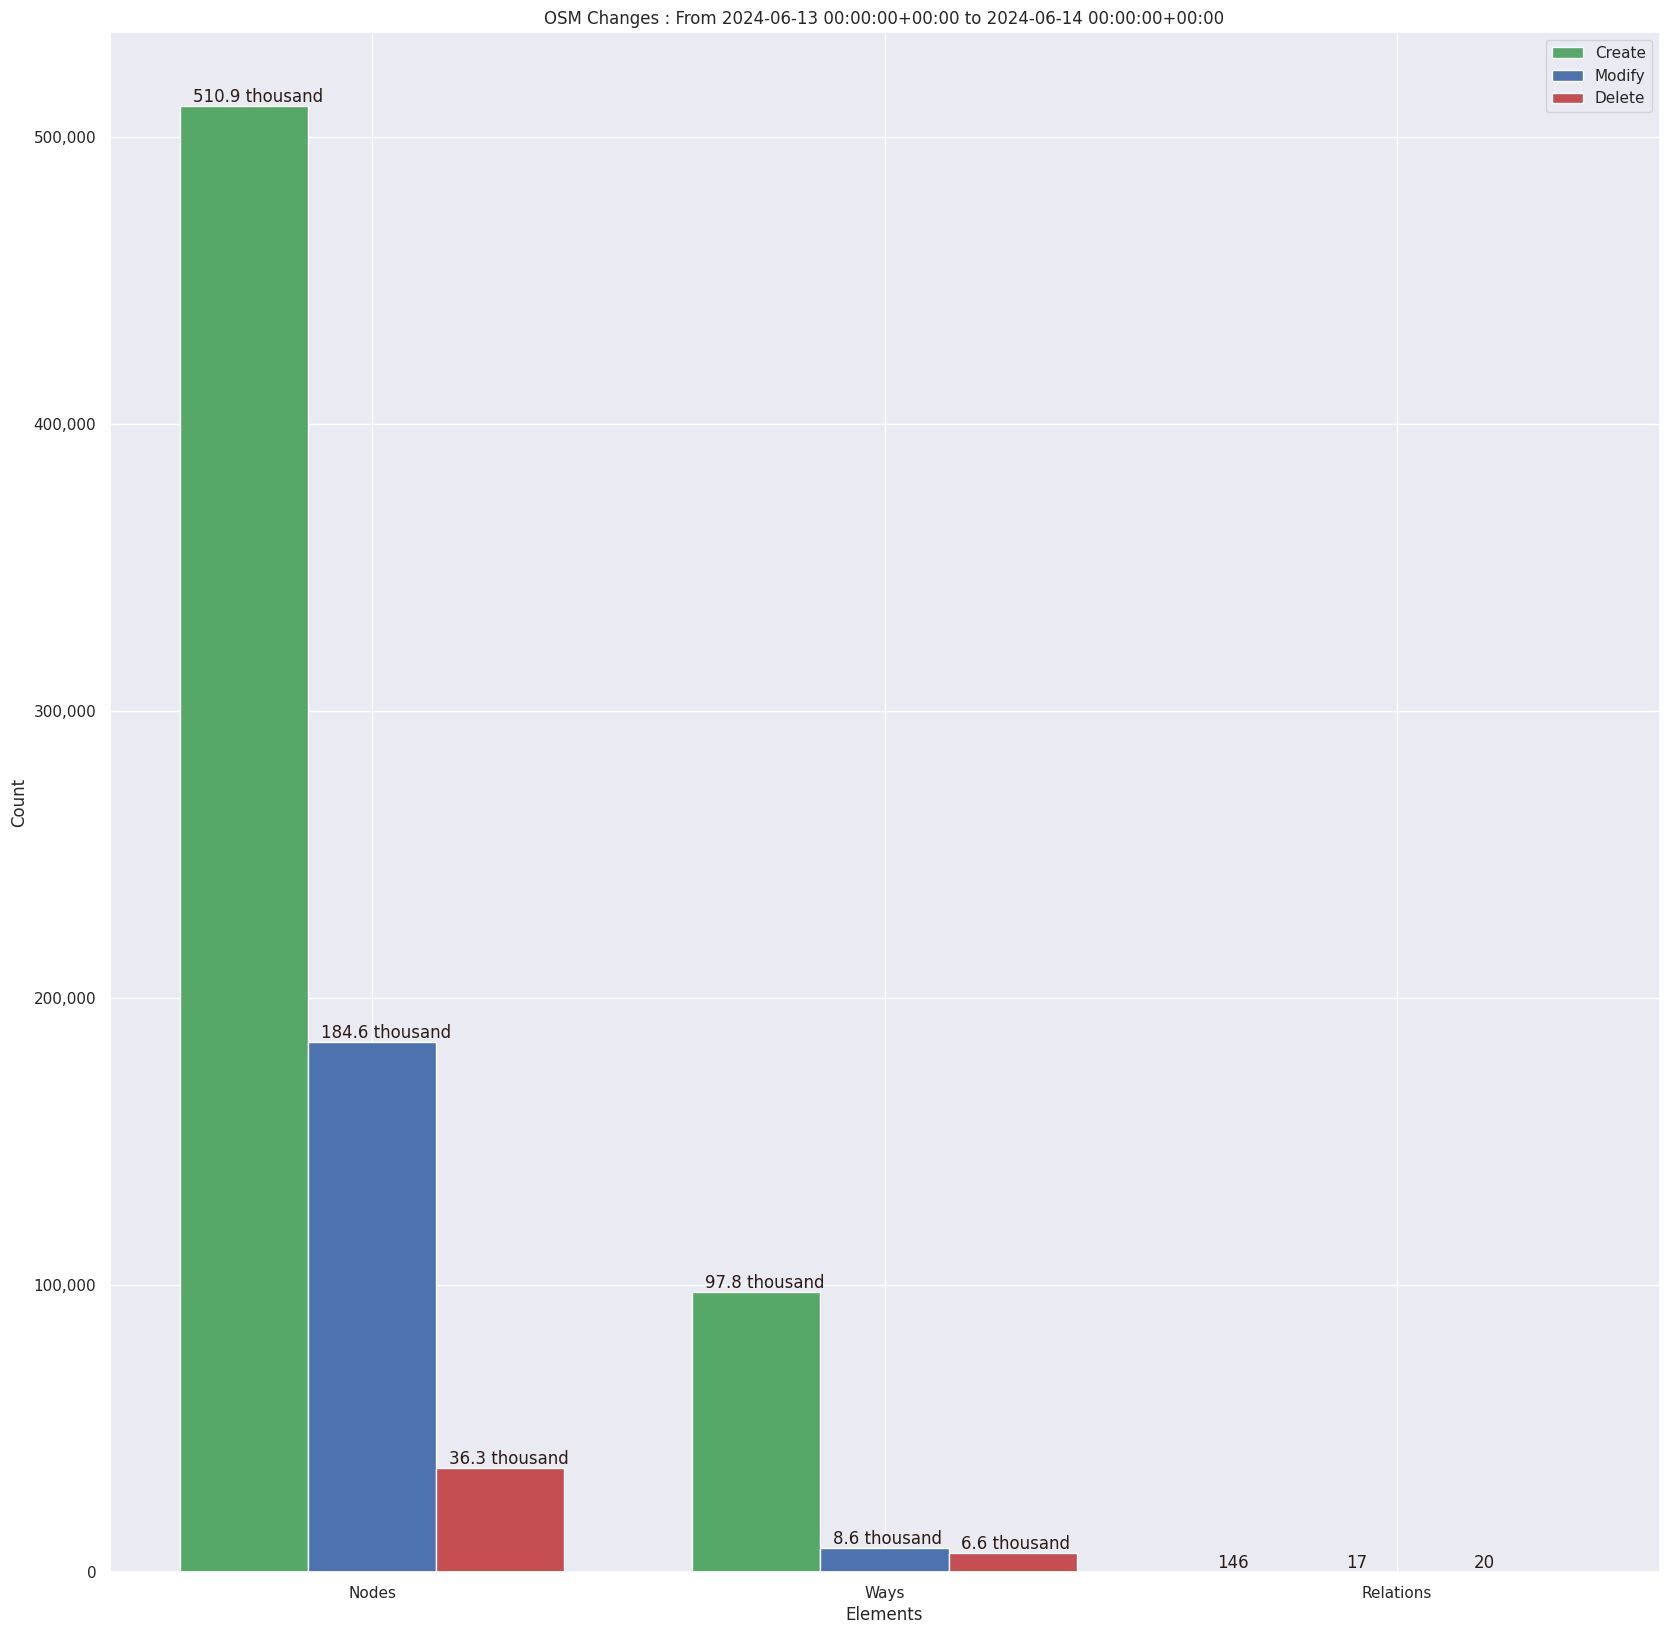 OSM Changes : From 2024-06-13 00:00:00+00:00 to 2024-06-14 00:00:00+00:00
Create
Modify
Delete
510.9 thousand
500,000
400,000
300,000
Count
200,000
184.6 thousand
100,000
97.8 thousand
36.3 thousand
8.6 thousand
6.6 thousand
146
17
20
0
Nodes
Ways
Relations
Elements